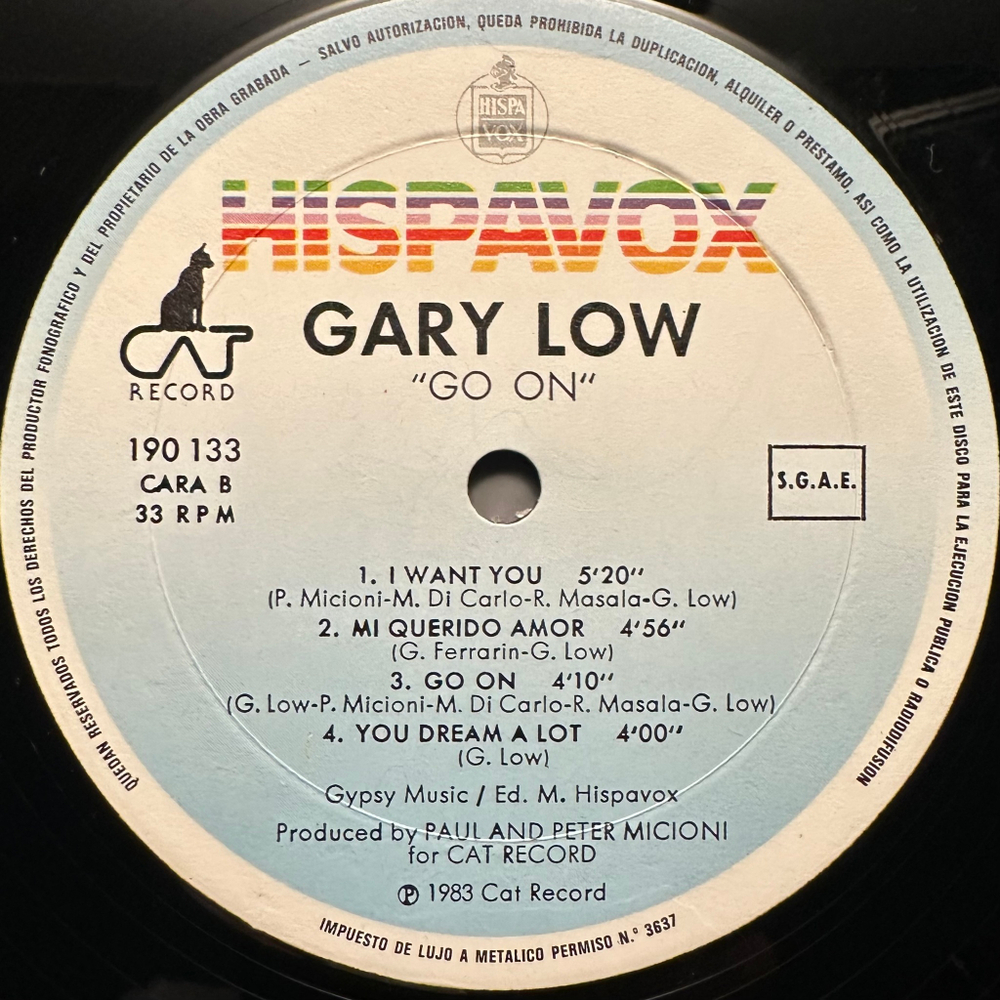 QUEDAN RESERVADOS TODOS LOS DERECHOS DEL PRODUCTOR FONOGRAFICO Y DEL PROPIETARIO DE LA OBRA GRABADA — SALVO AUTORIZACION, QUEDA PROHIBIDA LA DUPLICACION, ALQUILER O PRESTAMO, ASI COMO LA UTILIZACION DE ESTE DISCO PARA LA EJECUCION PUBLICA O RADIODIFUSION
HISPA
VOX
HISPAVOX
CAT
RECORD
GARY LOW
"GO ON"
190 133
CARA B
33 RPM
S.G.A.E.
1. I WANT YOU 5'20''
(P. Micioni-M. Di Carlo-R. Masala-G. Low)
2. MI QUERIDO AMOR 4'56''
(G. Ferrarin-G. Low)
3. GO ON 4'10''
(G. Low-P. Micioni-M. Di Carlo-R. Masala-G. Low)
4. YOU DREAM A LOT 4'00''
(G. Low)
Gypsy Music / Ed. M. Hispavox
Produced by PAUL AND PETER MICIONI
for CAT RECORD
℗ 1983 Cat Record
IMPUESTO DE LUJO A METALICO PERMISO N.º 3637